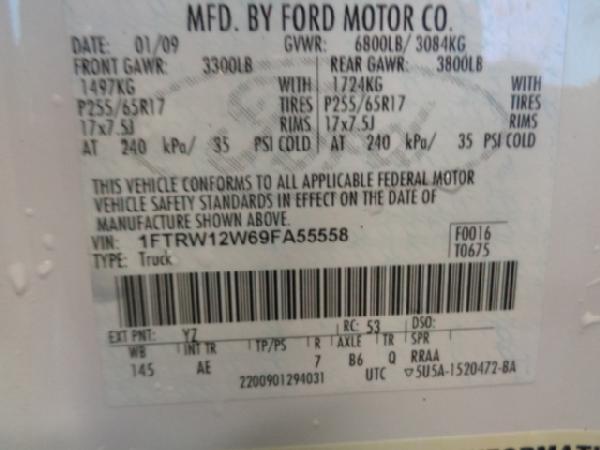 MFD. BY FORD MOTOR CO.
DATE: 01/09 GVWR: 6800LB/ 3084KG
FRONT GAWR: 3300LB REAR GAWR: 3800LB
1497KG WITH 1724KG WITH
P255/65R17 TIRES P255/65R17 TIRES
17x7.5J RIMS 17x7.5J RIMS
AT 240 kPa/ 35 PSI COLD AT 240 kPa/ 35 PSI COLD
THIS VEHICLE CONFORMS TO ALL APPLICABLE FEDERAL MOTOR
VEHICLE SAFETY STANDARDS IN EFFECT ON THE DATE OF
MANUFACTURE SHOWN ABOVE.
VIN: 1FTRW12W69FA55558 F0016
TYPE: Truck T0675
EXT PNT: YZ RC: 53 DSO:
WB INT TR TP/PS R AXLE TR SPR
145 AE 7 B6 Q RRAA
2200901294031 UTC ▽5U5A-1520472-BA